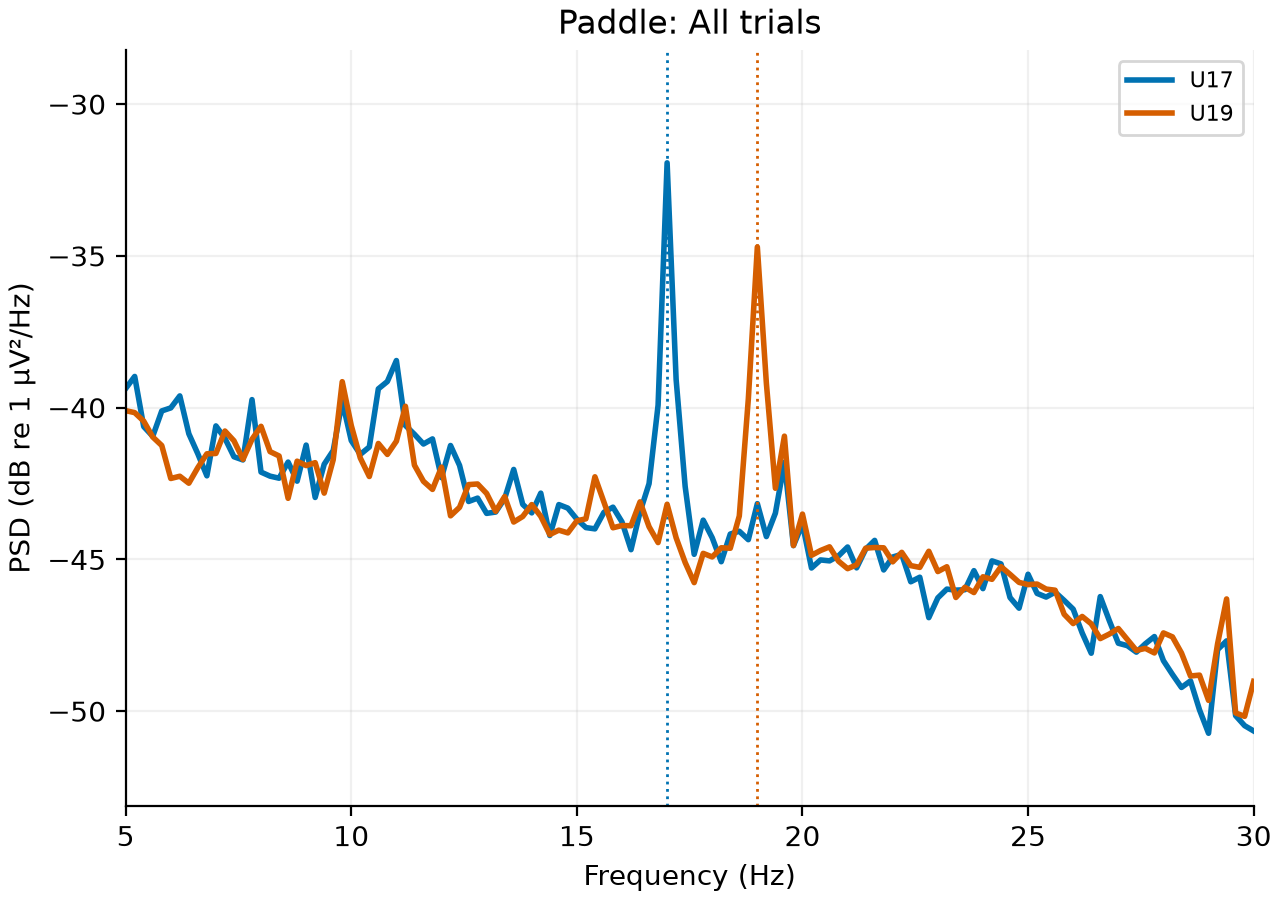 Paddle: All trials
U17
U19
PSD (dB re 1 µV²/Hz)
−30
−35
−40
−45
−50
5
10
15
20
25
30
Frequency (Hz)